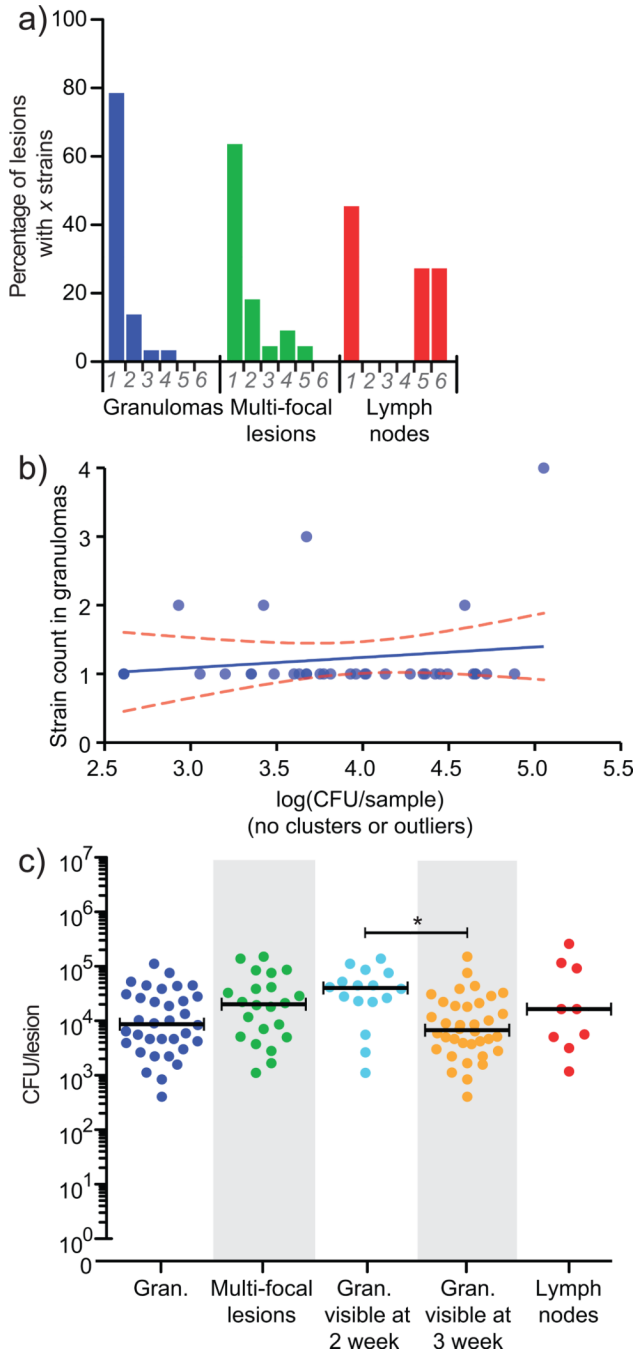 a)
100
80
60
40
20
0
Percentage of lesions
with x strains
1 2 3 4 5 6 1 2 3 4 5 6 1 2 3 4 5 6
Granulomas Multi-focal Lymph
lesions nodes
b)
4
3
2
1
0
Strain count in granulomas
2.5 3.0 3.5 4.0 4.5 5.0 5.5
log(CFU/sample)
(no clusters or outliers)
c)
10^7
10^6
10^5
10^4
10^3
10^2
10^1
10^0
0
CFU/lesion
*
Gran. Multi-focal Gran. Gran. Lymph
lesions visible at visible at nodes
2 week 3 week